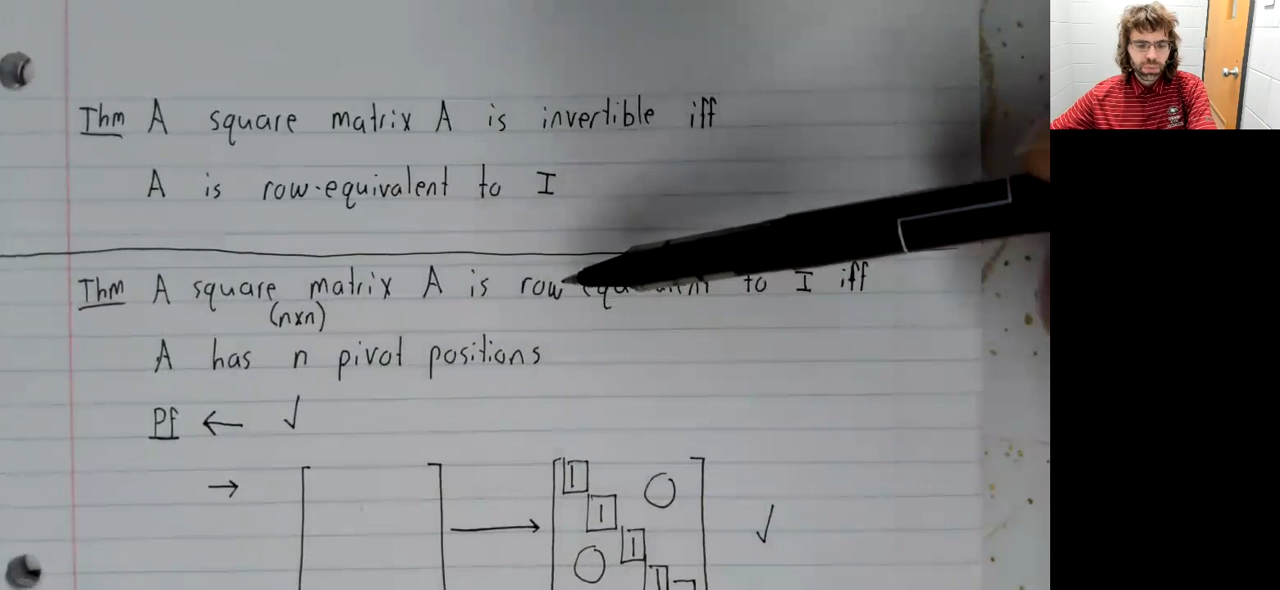 Thm A square matrix A is invertible iff
A is row-equivalent to I
Thm A square matrix A is row to I iff
(n×n)
A has n pivot positions
Pf ← ✓
→ [ ] → [ 1 0 ✓
1
0 1
1